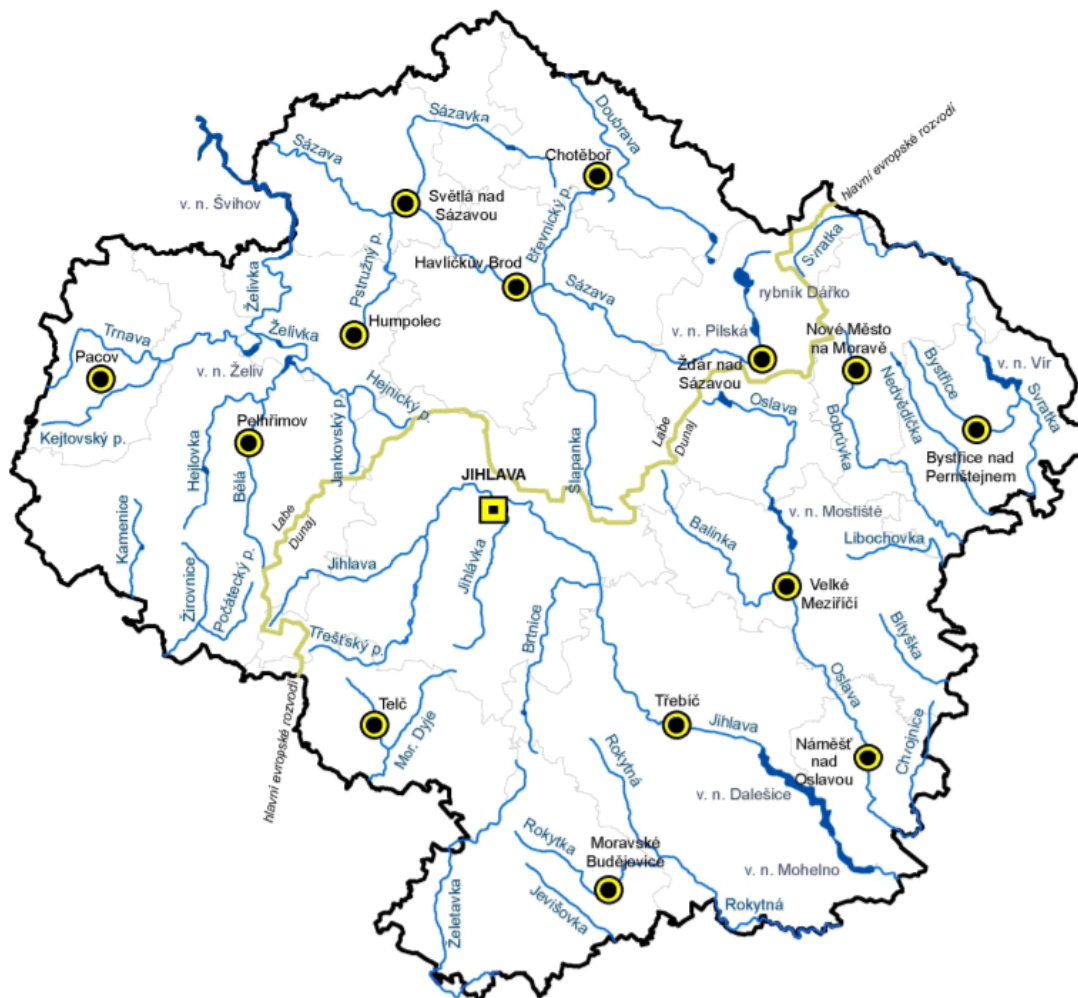 Doubrava
Sázavka
Sázava
Chotěboř
hlavní evropské rozvodí
v. n. Švihov
Světlá nad
Sázavou
Břevnický p.
Svratka
Pstružný p.
Havlíčkův Brod
Želivka
Sázava
rybník Dářko
Trnava
Želivka
Humpolec
v. n. Pilská
Nové Město
na Moravě
Pacov
v. n. Želiv
Žďár nad
Sázavou
Bystřice
v. n. Vír
Hejnický p.
Jankovský p.
Oslava
Nedvědička
Svratka
Kejtovský p.
Pelhřimov
Hejlovka
Bělá
Labe
Dunaj
Bobrůvka
Bystřice nad
Pernštejnem
JIHLAVA
Šlapanka
Labe
Dunaj
v. n. Mostiště
Kamenice
Balinka
Libochovka
Žirovnice
Počátecký p.
Jihlava
Jihlávka
Velké
Meziříčí
Třešťský p.
Brtnice
Bítýška
hlavní evropské rozvodí
Telč
Mor. Dyje
Třebíč
Jihlava
Oslava
Chvojnice
Rokytná
Náměšť
nad
Oslavou
v. n. Dalešice
Rokytka
Moravské
Budějovice
v. n. Mohelno
Želetavka
Jevišovka
Rokytná